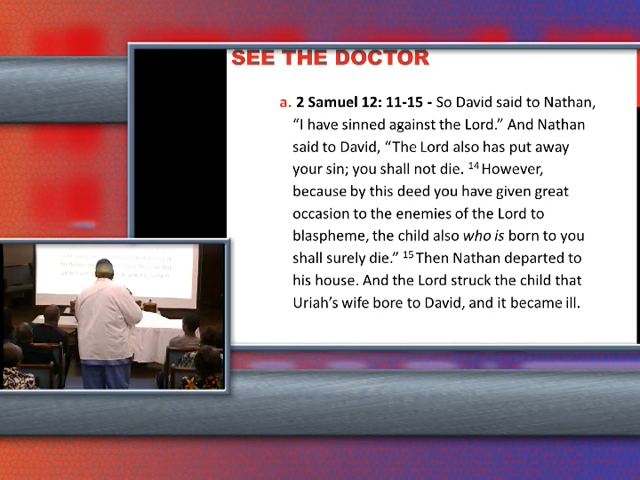 SEE THE DOCTOR
a. 2 Samuel 12: 11-15 - So David said to Nathan,
“I have sinned against the Lord.” And Nathan
said to David, “The Lord also has put away
your sin; you shall not die. 14 However,
because by this deed you have given great
occasion to the enemies of the Lord to
blaspheme, the child also who is born to you
shall surely die.” 15 Then Nathan departed to
his house. And the Lord struck the child that
Uriah’s wife bore to David, and it became ill.